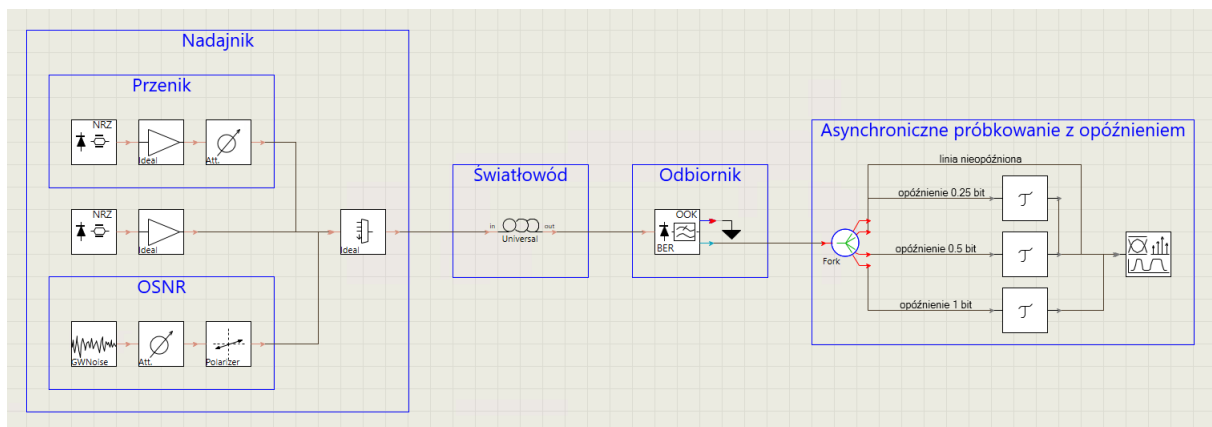 Nadajnik
Przenik
NRZ
Ideal
Att.
NRZ
Ideal
Ideal
OSNR
GWNoise
Att.
Polarizer
Światłowód
in
out
Universal
Odbiornik
OOK
BER
Asynchroniczne próbkowanie z opóźnieniem
linia nieopóźniona
opóźnienie 0.25 bit
τ
Fork
opóźnienie 0.5 bit
τ
opóźnienie 1 bit
τ